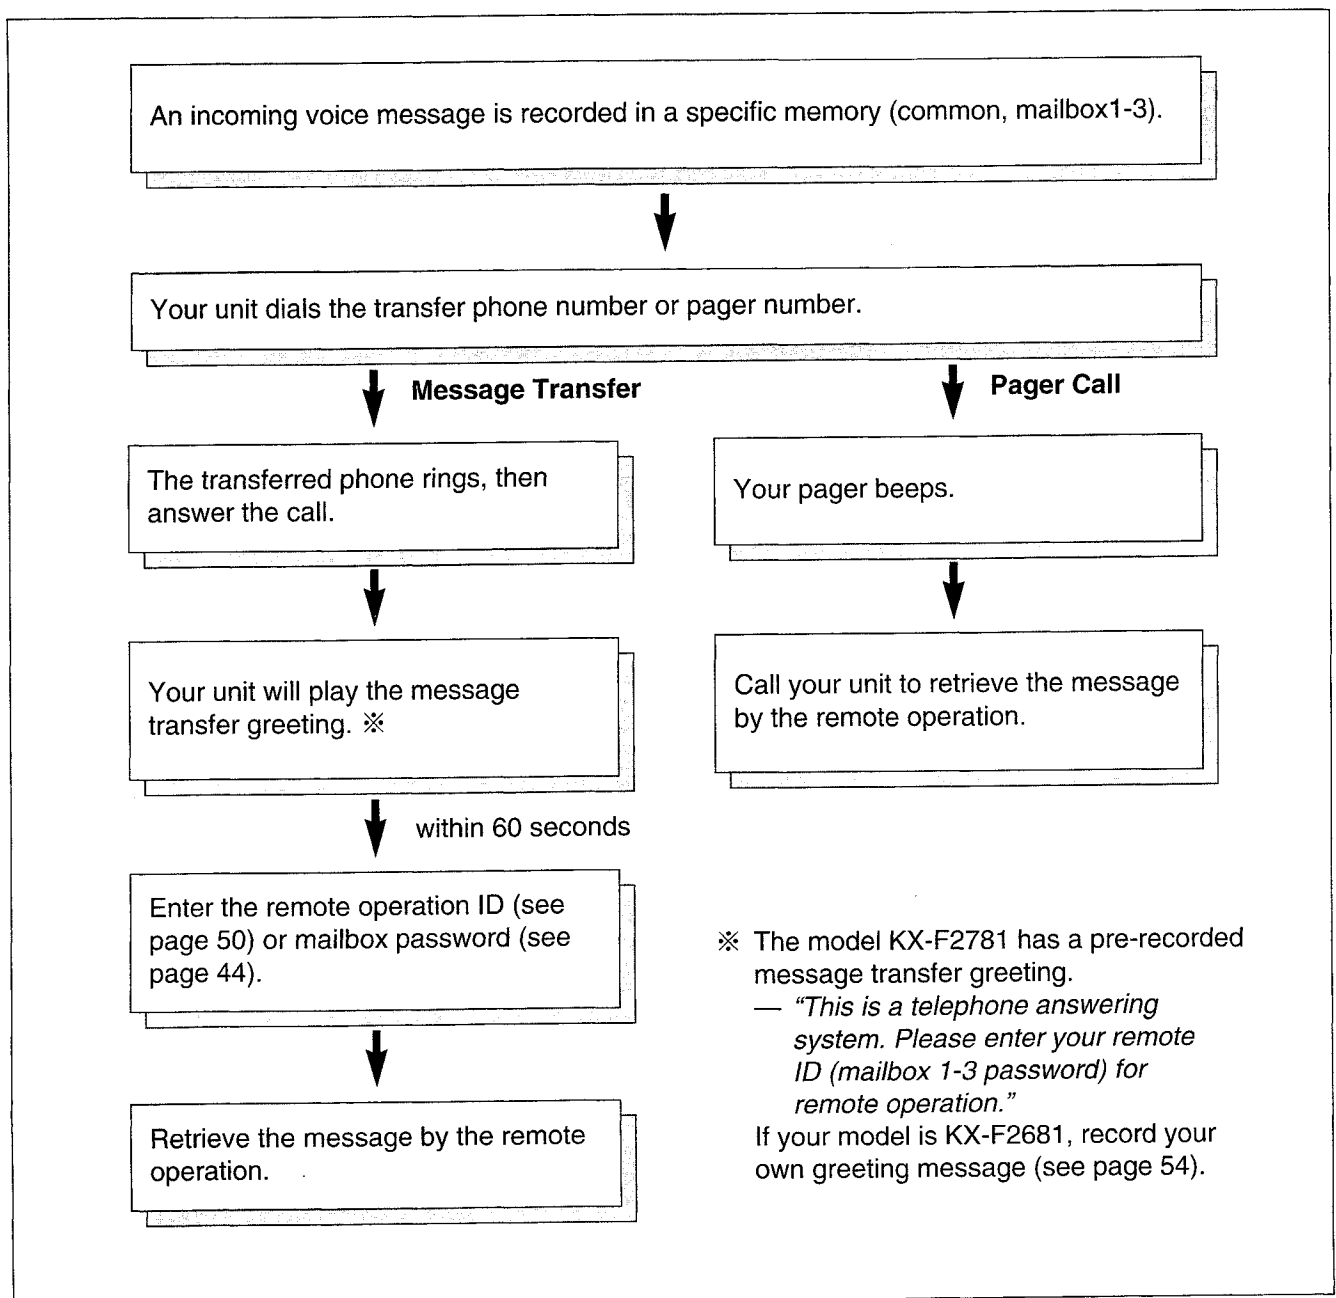 An incoming voice message is recorded in a specific memory (common, mailbox1-3).
Your unit dials the transfer phone number or pager number.
Message Transfer
The transferred phone rings, then
answer the call.
Your unit will play the message
transfer greeting. ※
within 60 seconds
Enter the remote operation ID (see
page 50) or mailbox password (see
page 44).
Retrieve the message by the remote
operation.
Pager Call
Your pager beeps.
Call your unit to retrieve the message
by the remote operation.
※ The model KX-F2781 has a pre-recorded
message transfer greeting.
— “This is a telephone answering
system. Please enter your remote
ID (mailbox 1-3 password) for
remote operation.”
If your model is KX-F2681, record your
own greeting message (see page 54).